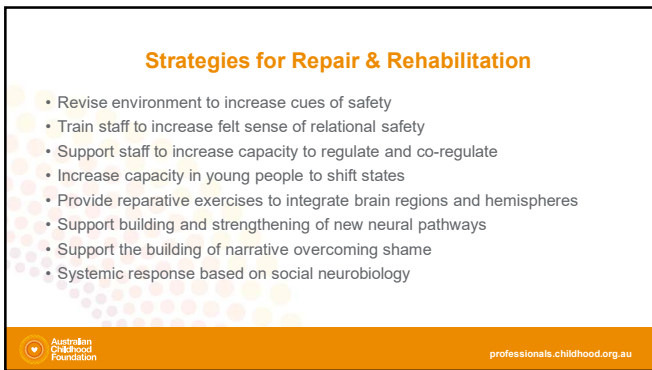 Strategies for Repair & Rehabilitation
• Revise environment to increase cues of safety
• Train staff to increase felt sense of relational safety
• Support staff to increase capacity to regulate and co-regulate
• Increase capacity in young people to shift states
• Provide reparative exercises to integrate brain regions and hemispheres
• Support building and strengthening of new neural pathways
• Support the building of narrative overcoming shame
• Systemic response based on social neurobiology
Australian
Childhood
Foundation
professionals.childhood.org.au